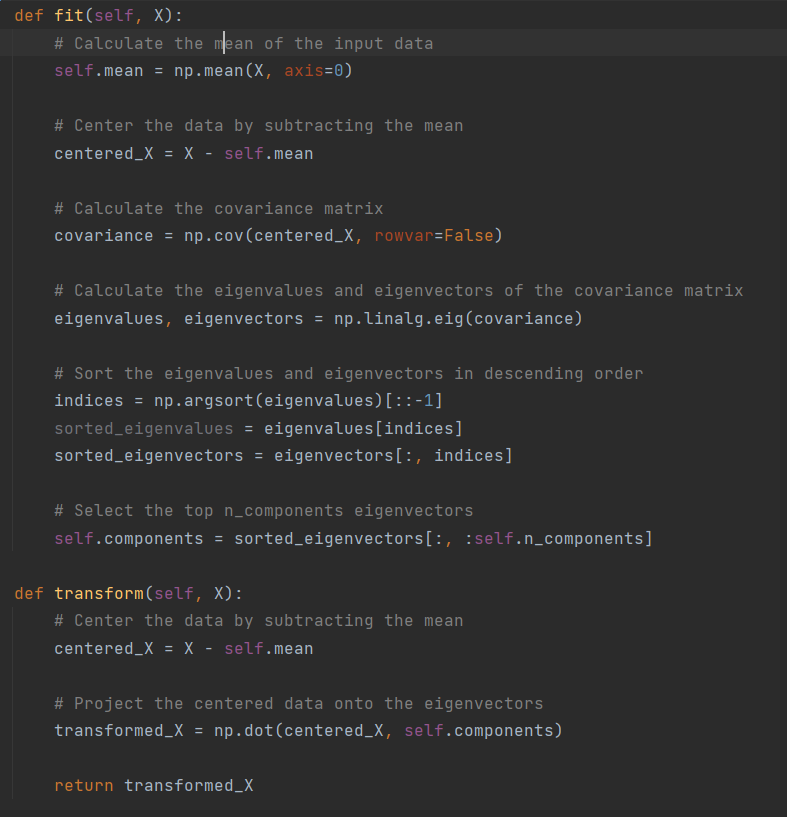 def fit(self, X):
    # Calculate the mean of the input data
    self.mean = np.mean(X, axis=0)

    # Center the data by subtracting the mean
    centered_X = X - self.mean

    # Calculate the covariance matrix
    covariance = np.cov(centered_X, rowvar=False)

    # Calculate the eigenvalues and eigenvectors of the covariance matrix
    eigenvalues, eigenvectors = np.linalg.eig(covariance)

    # Sort the eigenvalues and eigenvectors in descending order
    indices = np.argsort(eigenvalues)[::-1]
    sorted_eigenvalues = eigenvalues[indices]
    sorted_eigenvectors = eigenvectors[:, indices]

    # Select the top n_components eigenvectors
    self.components = sorted_eigenvectors[:, :self.n_components]

def transform(self, X):
    # Center the data by subtracting the mean
    centered_X = X - self.mean

    # Project the centered data onto the eigenvectors
    transformed_X = np.dot(centered_X, self.components)

    return transformed_X